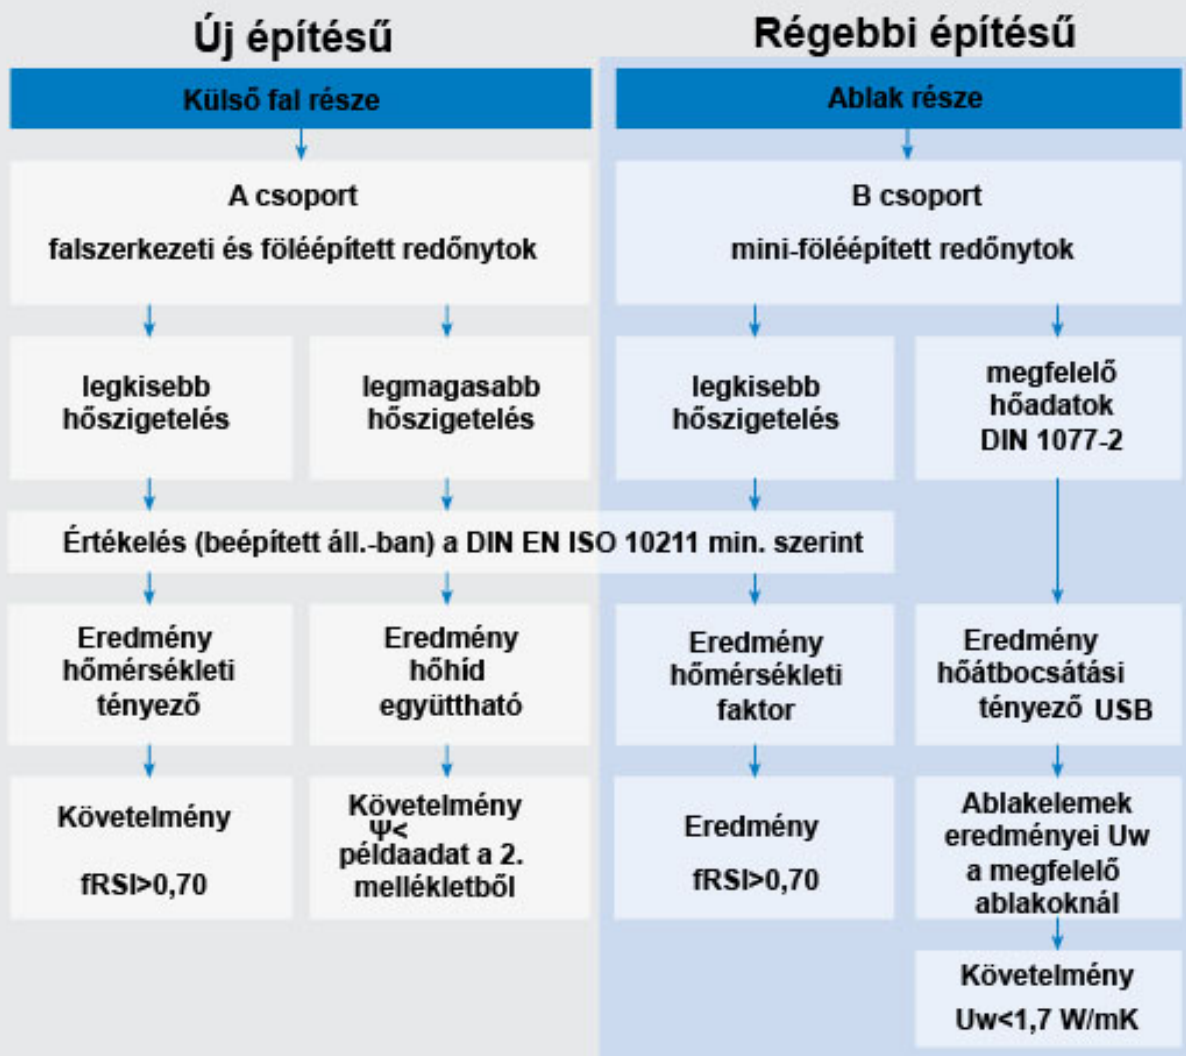 Új építésű
Régebbi építésű
Külső fal része
Ablak része
A csoport
falszerkezeti és föléépített redőnytok
B csoport
mini-föléépített redőnytok
legkisebb
hőszigetelés
legmagasabb
hőszigetelés
legkisebb
hőszigetelés
megfelelő
hőadatok
DIN 1077-2
Értékelés (beépített áll.-ban) a DIN EN ISO 10211 min. szerint
Eredmény
hőmérsékleti
tényező
Eredmény
hőhíd
együttható
Eredmény
hőmérsékleti
faktor
Eredmény
hőátbocsátási
tényező USB
Követelmény
fRSI>0,70
Követelmény
Ψ<
példaadat a 2.
mellékletből
Eredmény
fRSI>0,70
Ablakelemek
eredményei Uw
a megfelelő
ablakoknál
Követelmény
Uw<1,7 W/mK